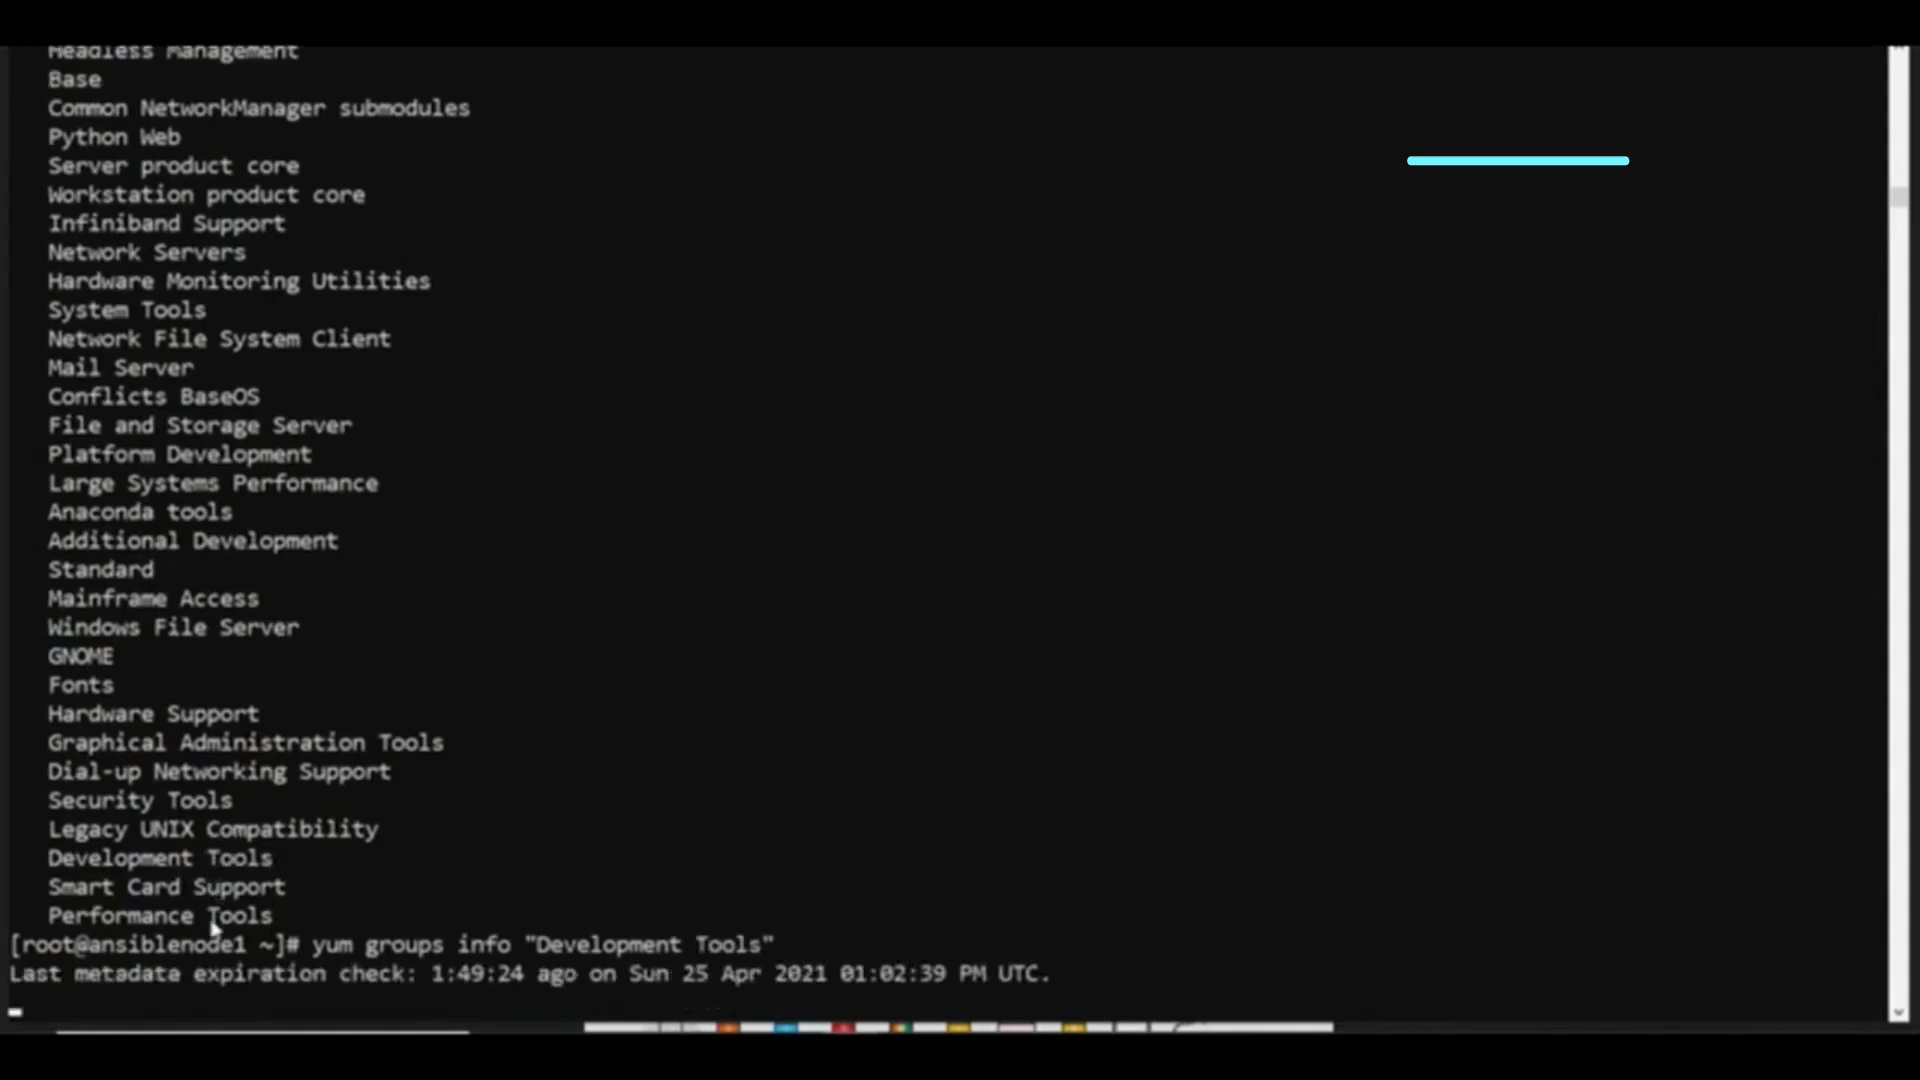 Headless Management
Base
Common NetworkManager submodules
Python Web
Server product core
Workstation product core
Infiniband Support
Network Servers
Hardware Monitoring Utilities
System Tools
Network File System Client
Mail Server
Conflicts BaseOS
File and Storage Server
Platform Development
Large Systems Performance
Anaconda tools
Additional Development
Standard
Mainframe Access
Windows File Server
GNOME
Fonts
Hardware Support
Graphical Administration Tools
Dial-up Networking Support
Security Tools
Legacy UNIX Compatibility
Development Tools
Smart Card Support
Performance Tools
[root@ansiblenode1 ~]# yum groups info "Development Tools"
Last metadate expiration check: 1:49:24 ago on Sun 25 Apr 2021 01:02:39 PM UTC.